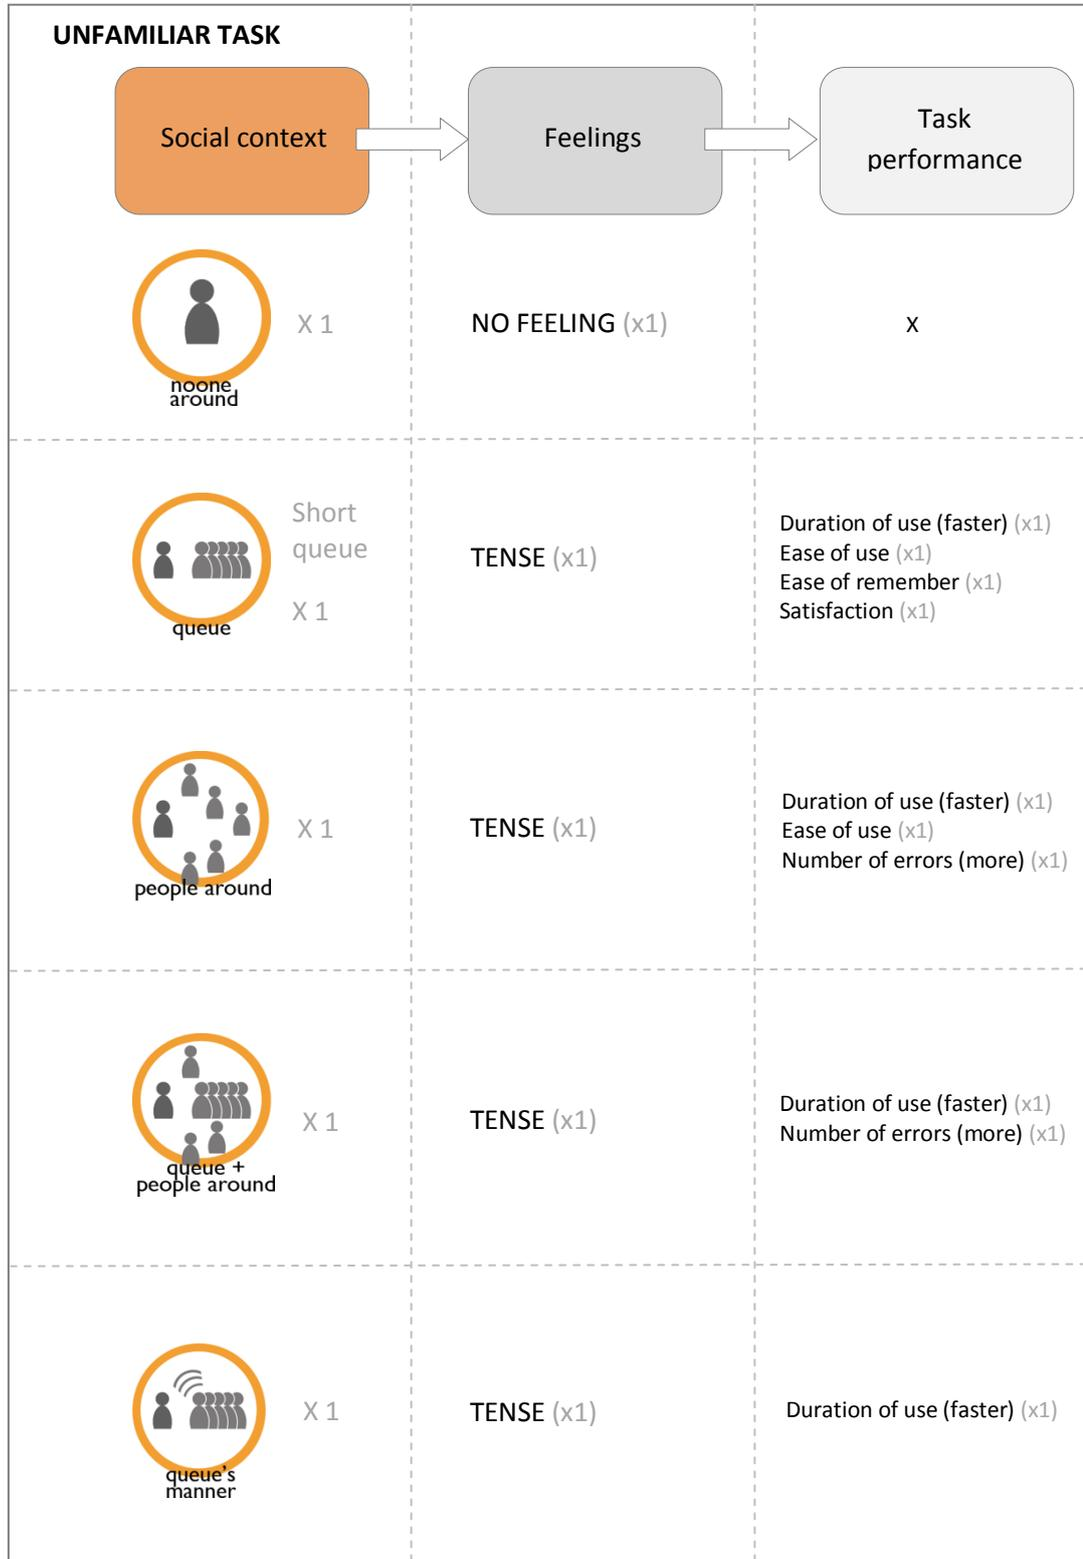 UNFAMILIAR TASK
Social context
Feelings
Task
performance
X 1
NO FEELING (x1)
X
noone
around
Short
queue
X 1
queue
TENSE (x1)
Duration of use (faster) (x1)
Ease of use (x1)
Ease of remember (x1)
Satisfaction (x1)
X 1
people around
TENSE (x1)
Duration of use (faster) (x1)
Ease of use (x1)
Number of errors (more) (x1)
X 1
queue +
people around
TENSE (x1)
Duration of use (faster) (x1)
Number of errors (more) (x1)
X 1
queue's
manner
TENSE (x1)
Duration of use (faster) (x1)